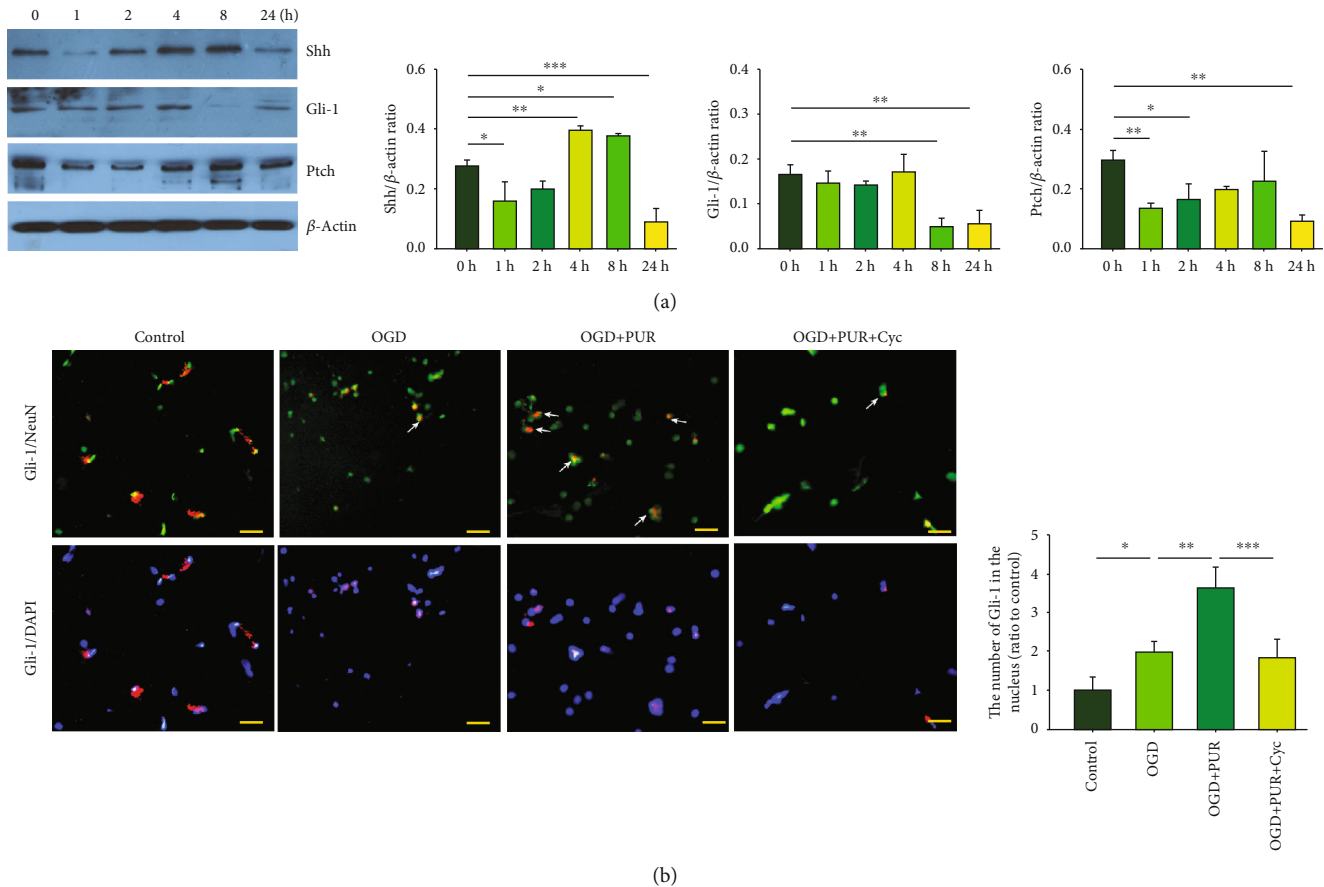 0 1 2 4 8 24 (h)
Shh
Gli-1
Ptch
β-Actin
Shh/β-actin ratio
0.6
0.4
0.2
0.0
***
*
**
*
0 h 1 h 2 h 4 h 8 h 24 h
Gli-1/β-actin ratio
0.4
0.3
0.2
0.1
0.0
**
**
0 h 1 h 2 h 4 h 8 h 24 h
Ptch/β-actin ratio
0.6
0.4
0.2
0.0
**
*
**
0 h 1 h 2 h 4 h 8 h 24 h
(a)
Control OGD OGD+PUR OGD+PUR+Cyc
Gli-1/NeuN
Gli-1/DAPI
The number of Gli-1 in the
nucleus (ratio to control)
5
4
3
2
1
0
* ** ***
Control
OGD
OGD+PUR
OGD+PUR+Cyc
(b)